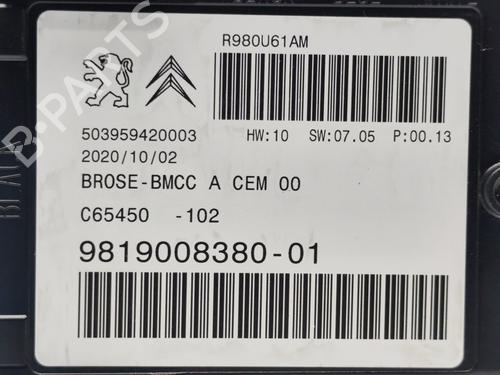 R980U61AM
503959420003 HW:10 SW:07.05 P:00.13
2020/10/02
BROSE-BMCC A CEM 00
C65450 -102
9819008380-01
B-PARTS